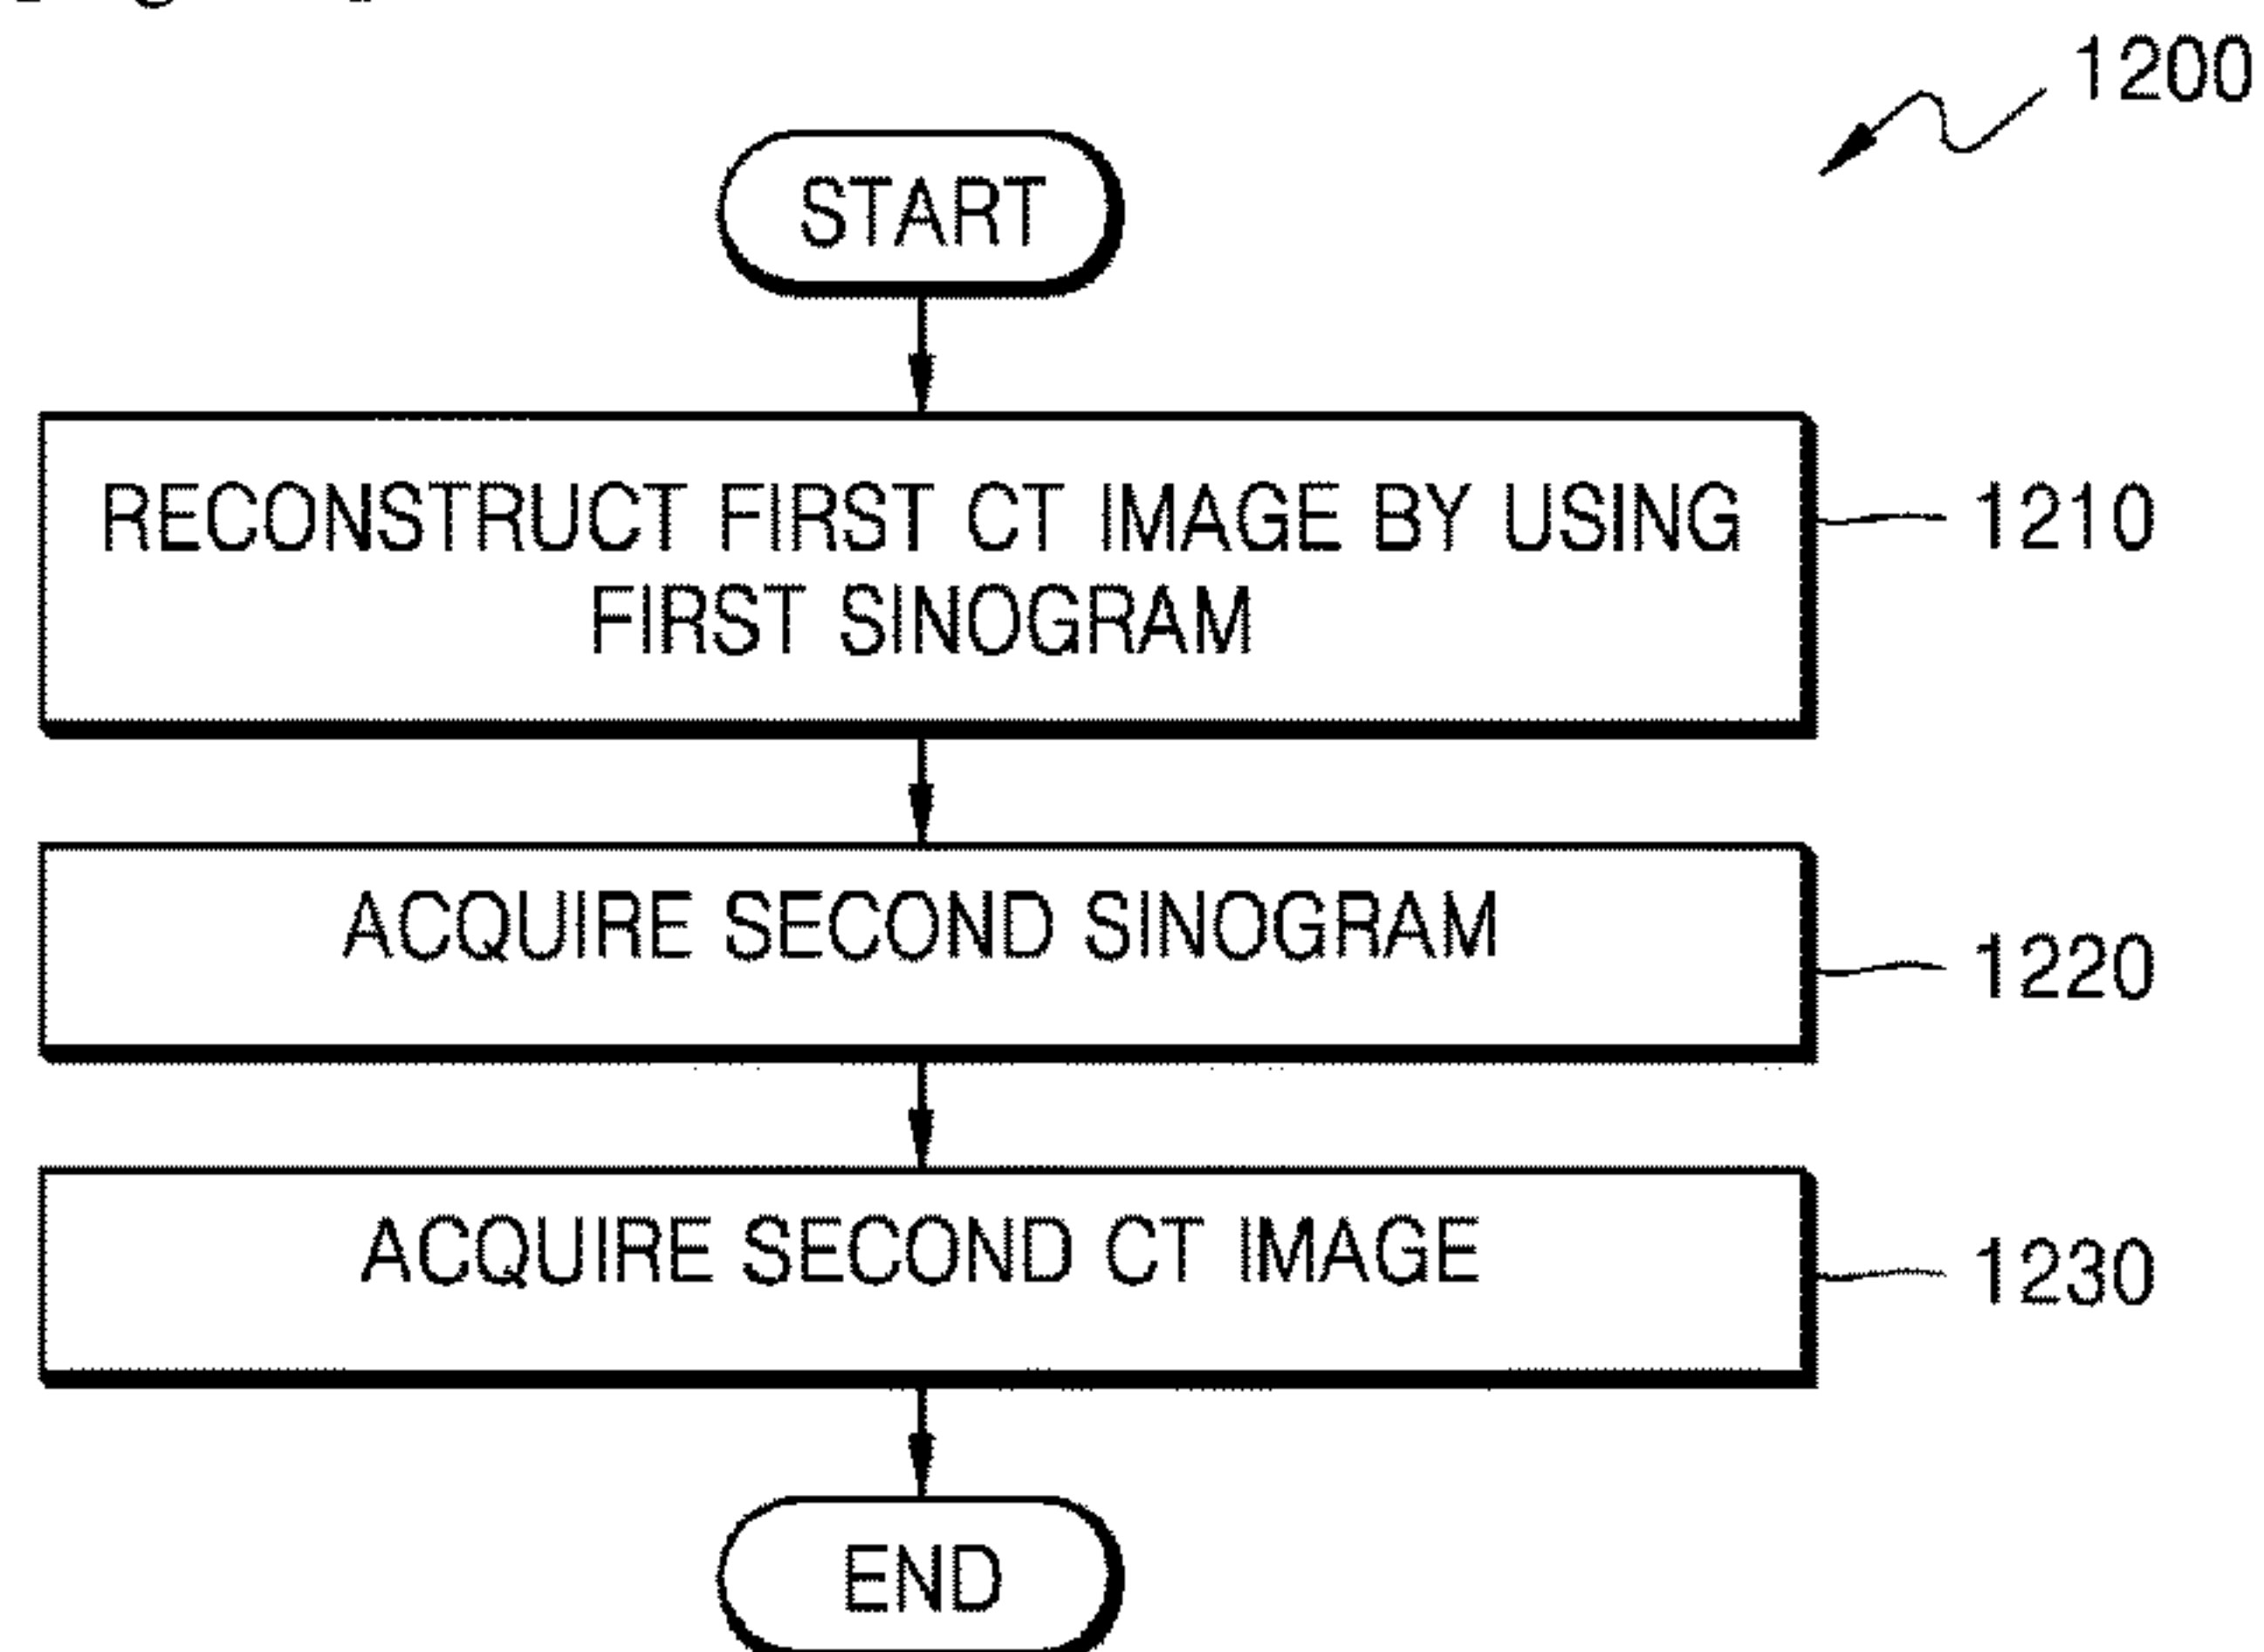 1200
START
RECONSTRUCT FIRST CT IMAGE BY USING
FIRST SINOGRAM
1210
ACQUIRE SECOND SINOGRAM
1220
ACQUIRE SECOND CT IMAGE
1230
END